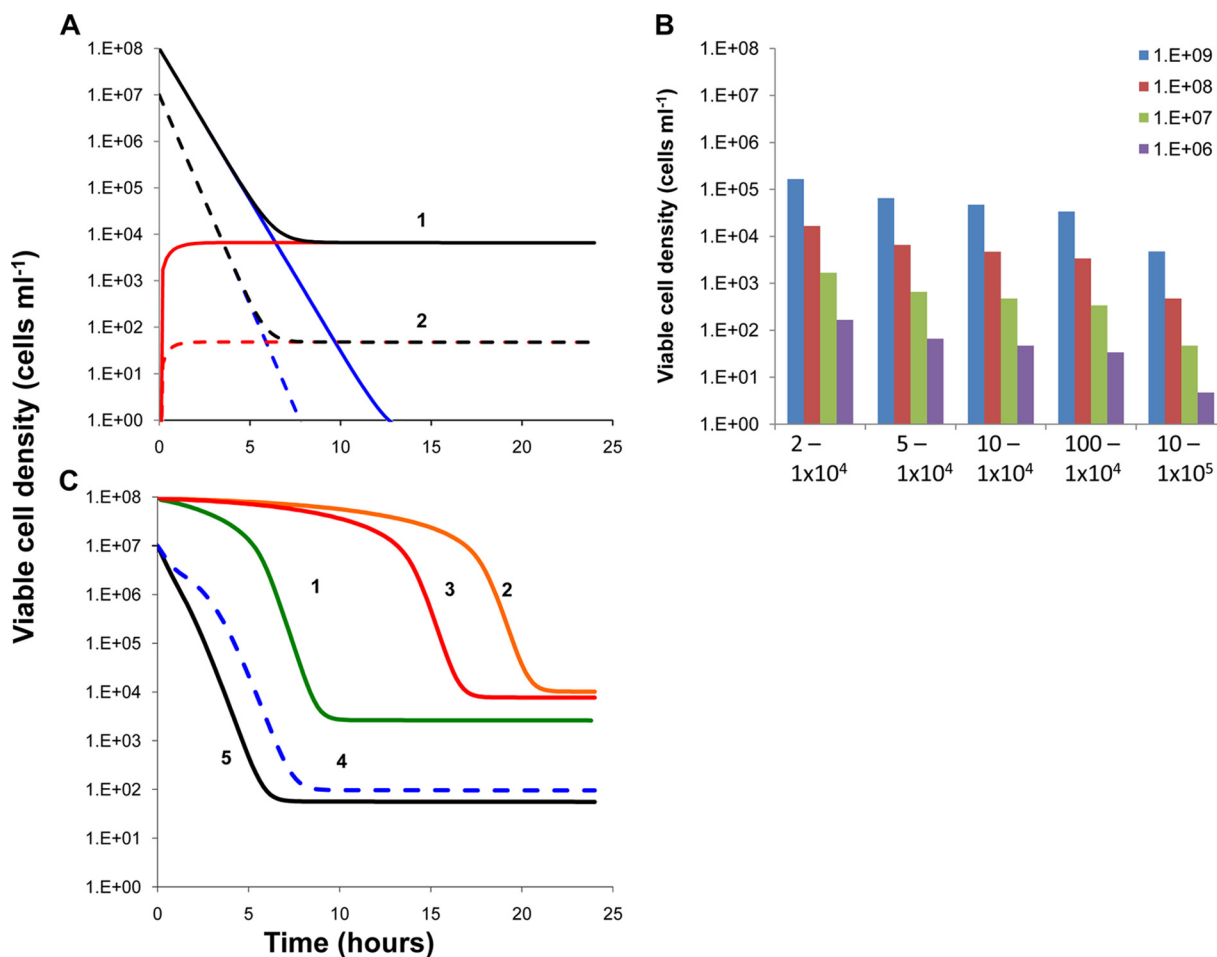 A
Viable cell density (cells ml-1)
1.E+08
1.E+07
1.E+06
1.E+05
1.E+04
1.E+03
1.E+02
1.E+01
1.E+00
0
5
10
15
20
25
1
2
B
Viable cell density (cells ml-1)
1.E+08
1.E+07
1.E+06
1.E+05
1.E+04
1.E+03
1.E+02
1.E+01
1.E+00
1.E+09
1.E+08
1.E+07
1.E+06
2 –
1x10⁴
5 –
1x10⁴
10 –
1x10⁴
100 –
1x10⁴
10 –
1x10⁵
C
1.E+08
1.E+07
1.E+06
1.E+05
1.E+04
1.E+03
1.E+02
1.E+01
1.E+00
1
3
2
5
4
0
5
10
15
20
25
Time (hours)